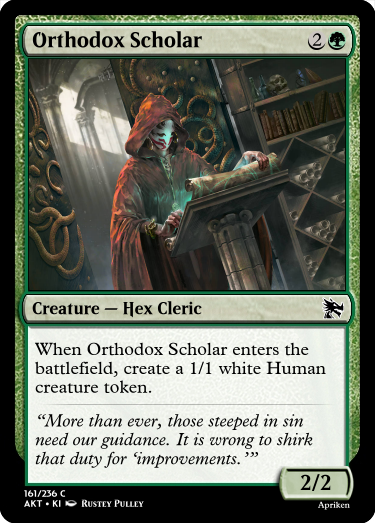 Orthodox Scholar 2
Creature — Hex Cleric
When Orthodox Scholar enters the
battlefield, create a 1/1 white Human
creature token.
“More than ever, those steeped in sin
need our guidance. It is wrong to shirk
that duty for ‘improvements.’”
2/2
161/236 C
AKT • KI Rustey Pulley
Apriken